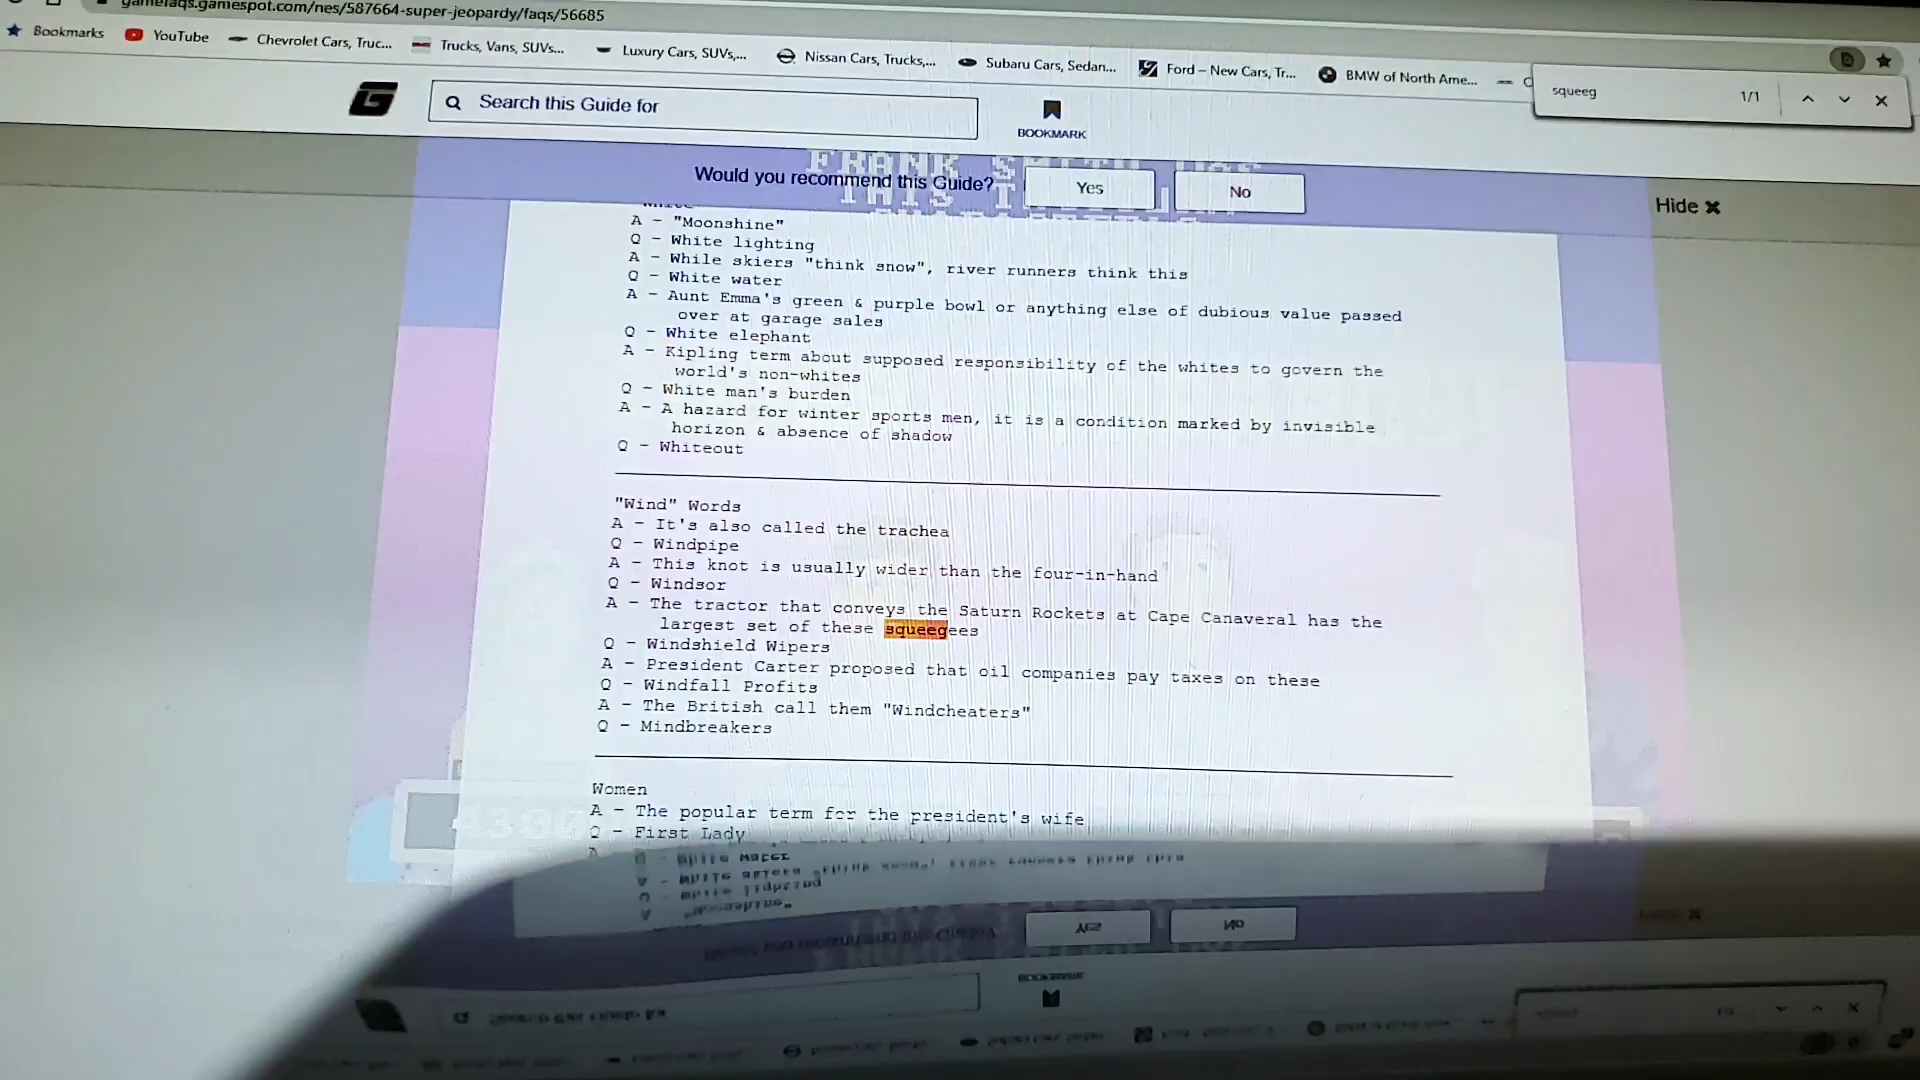 gamefaqs.gamespot.com/nes/587664-super-jeopardy/faqs/56685
Bookmarks YouTube Chevrolet Cars, Truc... Trucks, Vans, SUVs... Luxury Cars, SUVs,... Nissan Cars, Trucks,... Subaru Cars, Sedan... Ford – New Cars, Tr... BMW of North Ame...
squeeg 1/1
Search this Guide for
BOOKMARK
FRANK
THIS
Would you recommend this Guide? Yes No
Hide
A - "Moonshine"
Q - White lighting
A - While skiers "think snow", river runners think this
Q - White water
A - Aunt Emma's green & purple bowl or anything else of dubious value passed
over at garage sales
Q - White elephant
A - Kipling term about supposed responsibility of the whites to govern the
world's non-whites
Q - White man's burden
A - A hazard for winter sports men, it is a condition marked by invisible
horizon & absence of shadow
Q - Whiteout
"Wind" Words
A - It's also called the trachea
Q - Windpipe
A - This knot is usually wider than the four-in-hand
Q - Windsor
A - The tractor that conveys the Saturn Rockets at Cape Canaveral has the
largest set of these squeegees
Q - Windshield Wipers
A - President Carter proposed that oil companies pay taxes on these
Q - Windfall Profits
A - The British call them "Windcheaters"
Q - Mindbreakers
Women
A - The popular term for the president's wife
Q - First Lady